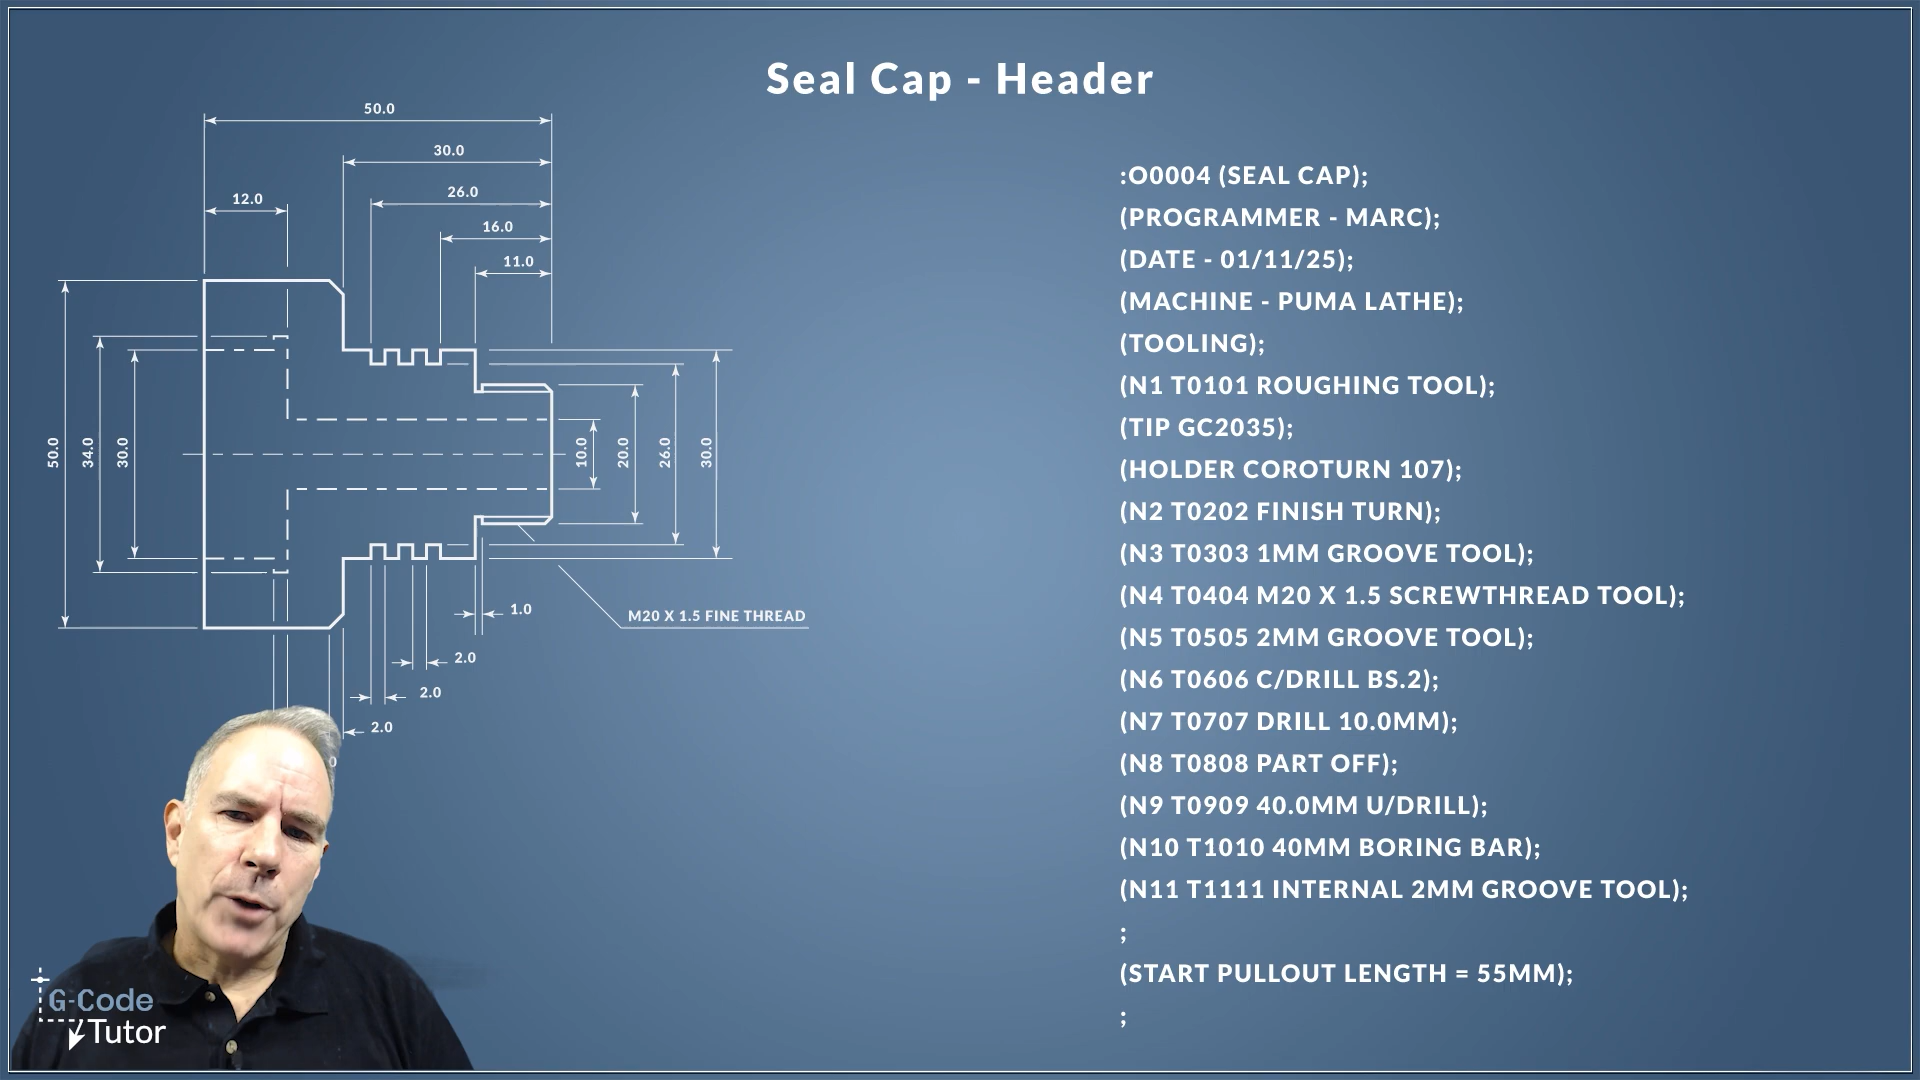 Seal Cap - Header
50.0
30.0
26.0
12.0
16.0
11.0
50.0
34.0
30.0
10.0
20.0
26.0
30.0
1.0
M20 X 1.5 FINE THREAD
2.0
2.0
2.0
0
:O0004 (SEAL CAP);
(PROGRAMMER - MARC);
(DATE - 01/11/25);
(MACHINE - PUMA LATHE);
(TOOLING);
(N1 T0101 ROUGHING TOOL);
(TIP GC2035);
(HOLDER COROTURN 107);
(N2 T0202 FINISH TURN);
(N3 T0303 1MM GROOVE TOOL);
(N4 T0404 M20 X 1.5 SCREWTHREAD TOOL);
(N5 T0505 2MM GROOVE TOOL);
(N6 T0606 C/DRILL BS.2);
(N7 T0707 DRILL 10.0MM);
(N8 T0808 PART OFF);
(N9 T0909 40.0MM U/DRILL);
(N10 T1010 40MM BORING BAR);
(N11 T1111 INTERNAL 2MM GROOVE TOOL);
;
(START PULLOUT LENGTH = 55MM);
;
G-Code
Tutor